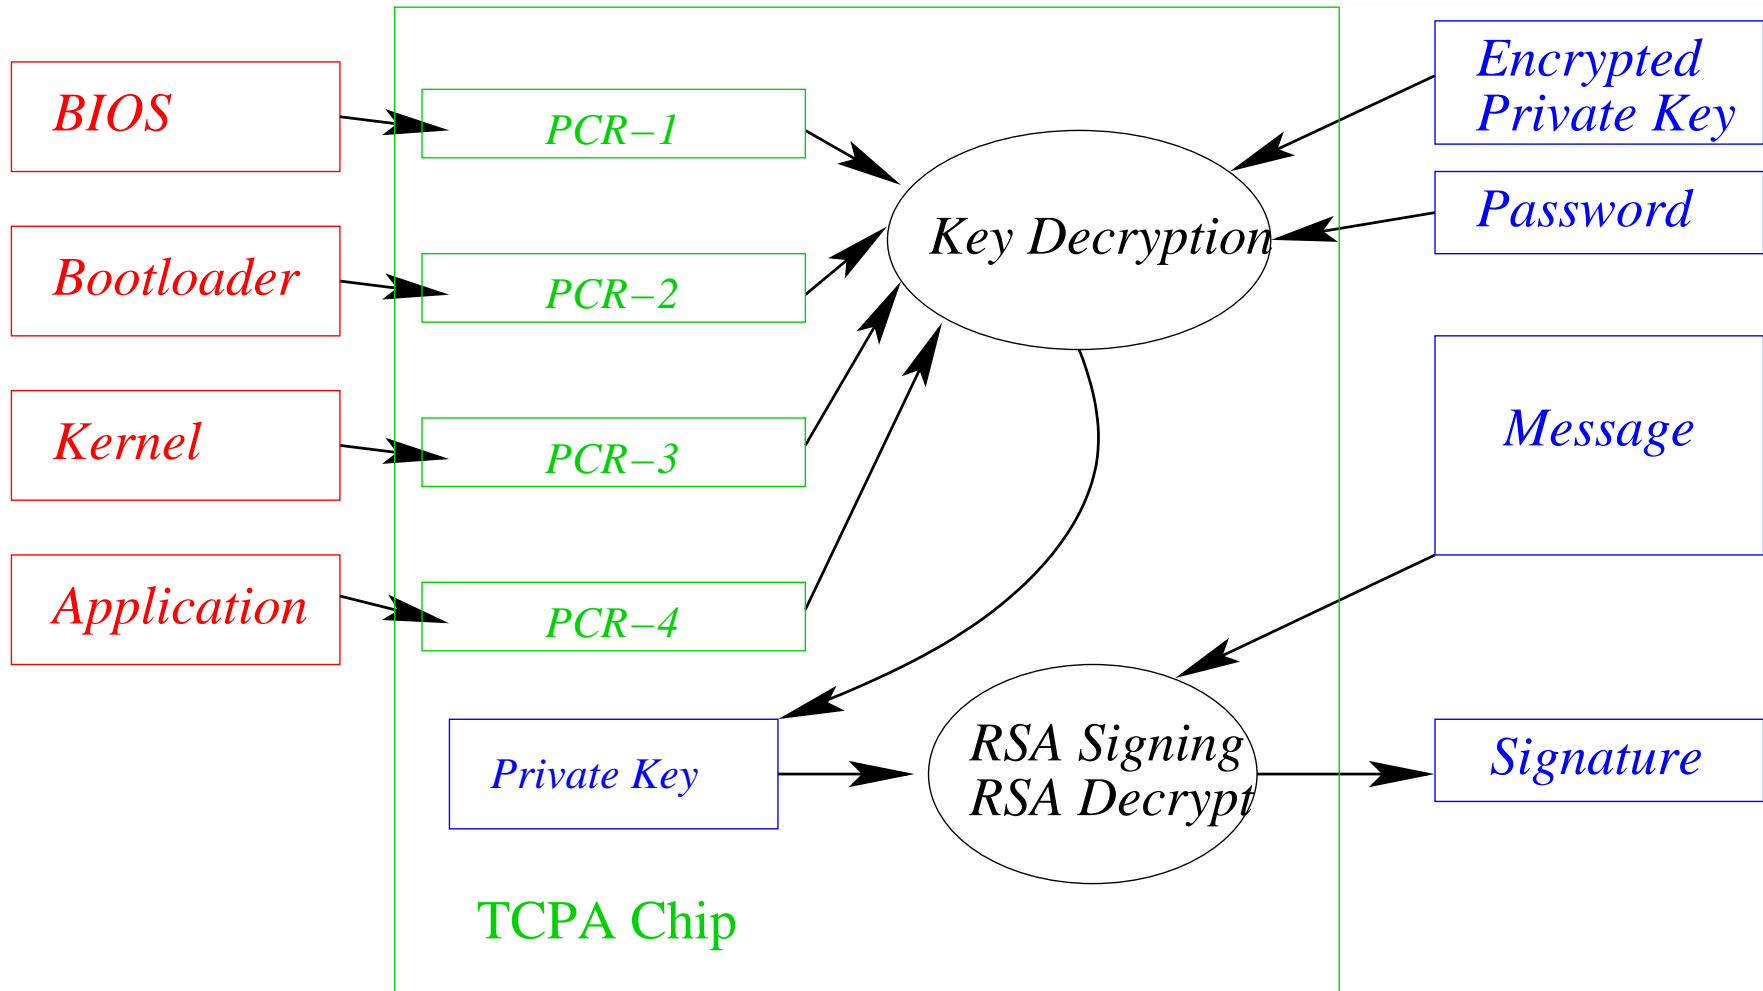 BIOS
Bootloader
Kernel
Application
PCR–1
PCR–2
PCR–3
PCR–4
Private Key
TCPA Chip
Key Decryption
RSA Signing
RSA Decrypt
Encrypted
Private Key
Password
Message
Signature